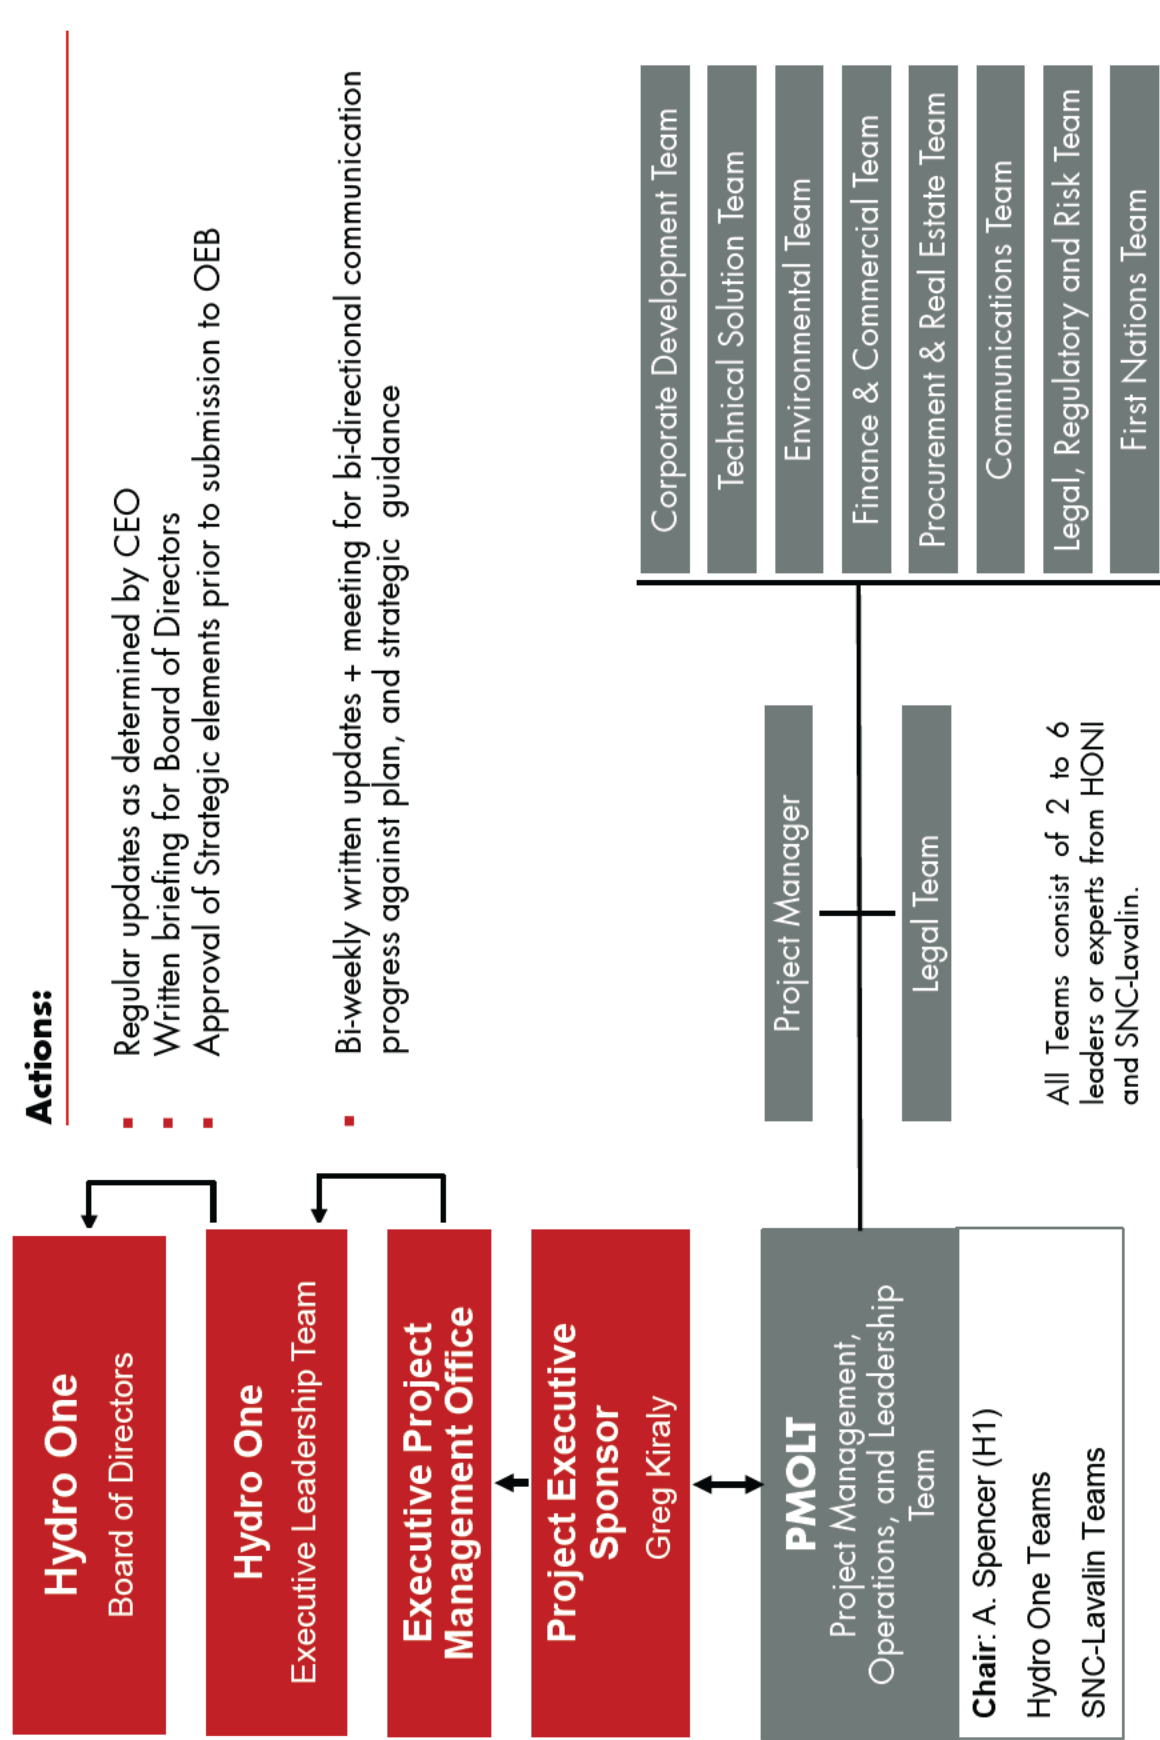 Actions:
Hydro One
Board of Directors
Regular updates as determined by CEO
Written briefing for Board of Directors
Approval of Strategic elements prior to submission to OEB
Hydro One
Executive Leadership Team
Bi-weekly written updates + meeting for bi-directional communication
progress against plan, and strategic guidance
Executive Project
Management Office
Project Executive
Sponsor
Greg Kiraly
PMOLT
Project Management,
Operations, and Leadership
Team
Chair: A. Spencer (H1)
Hydro One Teams
SNC-Lavalin Teams
Project Manager
Legal Team
All Teams consist of 2 to 6
leaders or experts from HONI
and SNC-Lavalin.
Corporate Development Team
Technical Solution Team
Environmental Team
Finance & Commercial Team
Procurement & Real Estate Team
Communications Team
Legal, Regulatory and Risk Team
First Nations Team